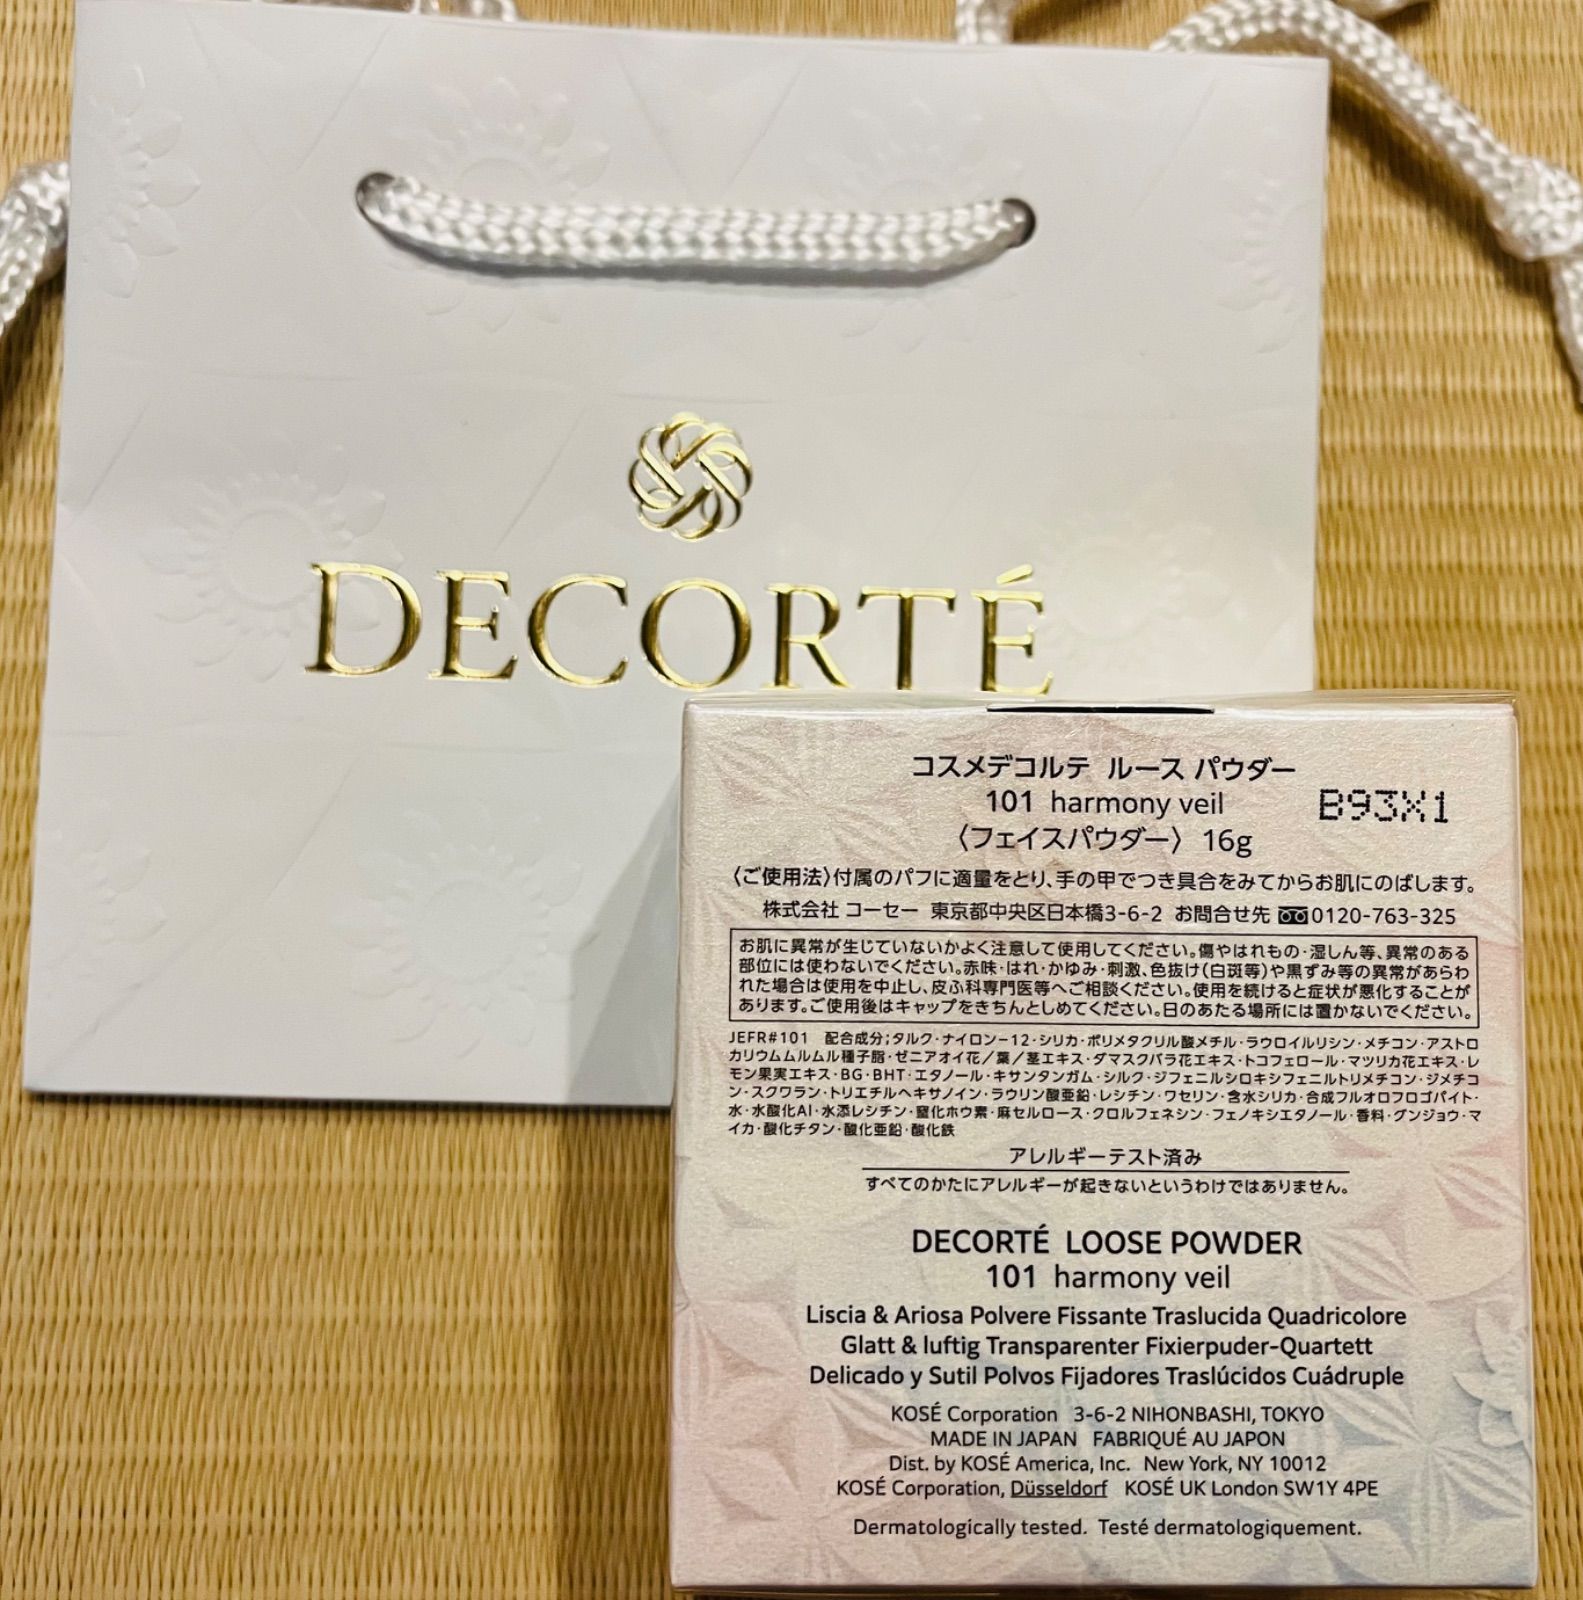 DECORTÉ
コスメデコルテ ルース パウダー
101 harmony veil
B93X1
〈フェイスパウダー〉 16g
〈ご使用法〉付属のパフに適量をとり、手の甲でつき具合をみてからお肌にのばします。
株式会社 コーセー 東京都中央区日本橋3-6-2 お問合せ先 0120-763-325
お肌に異常が生じていないかよく注意して使用してください。傷やはれもの・湿しん等、異常のある
部位には使わないでください。赤味・はれ・かゆみ・刺激、色抜け(白斑等)や黒ずみ等の異常があらわ
れた場合は使用を中止し、皮ふ科専門医等へご相談ください。使用を続けると症状が悪化することが
あります。ご使用後はキャップをきちんとしめてください。日のあたる場所には置かないでください。
JEFR#101 配合成分;タルク・ナイロン-12・シリカ・ポリメタクリル酸メチル・ラウロイルリシン・メチコン・アストロ
カリウムムルムル種子脂・ゼニアオイ花/葉/茎エキス・ダマスクバラ花エキス・トコフェロール・マツリカ花エキス・レ
モン果実エキス・BG・BHT・エタノール・キサンタンガム・シルク・ジフェニルシロキシフェニルトリメチコン・ジメチコ
ン・スクワラン・トリエチルヘキサノイン・ラウリン酸亜鉛・レシチン・ワセリン・含水シリカ・合成フルオロフロゴパイト・
水・水酸化Al・水添レシチン・窒化ホウ素・麻セルロース・クロルフェネシン・フェノキシエタノール・香料・グンジョウ・マ
イカ・酸化チタン・酸化亜鉛・酸化鉄
アレルギーテスト済み
すべてのかたにアレルギーが起きないというわけではありません。
DECORTÉ LOOSE POWDER
101 harmony veil
Liscia & Ariosa Polvere Fissante Traslucida Quadricolore
Glatt & luftig Transparenter Fixierpuder-Quartett
Delicado y Sutil Polvos Fijadores Traslúcidos Cuádruple
KOSÉ Corporation 3-6-2 NIHONBASHI, TOKYO
MADE IN JAPAN FABRIQUÉ AU JAPON
Dist. by KOSÉ America, Inc. New York, NY 10012
KOSÉ Corporation, Düsseldorf KOSÉ UK London SW1Y 4PE
Dermatologically tested. Testé dermatologiquement.